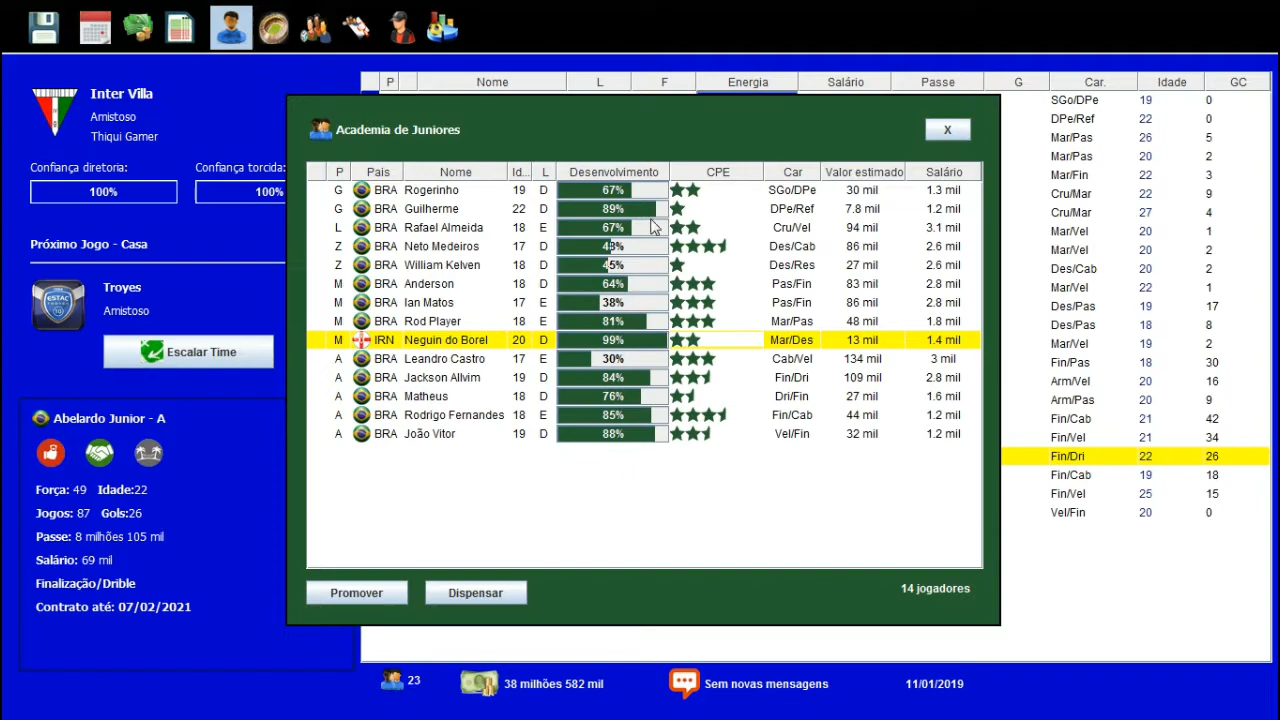 P Nome L F Energia Salário Passe G Car. Idade GC
Inter Villa
Amistoso
Thiqui Gamer
Confiança diretoria: Confiança torcida:
100% 100%
Próximo Jogo - Casa
Troyes
Amistoso
ESTAC
Escalar Time
Abelardo Junior - A
Força: 49 Idade:22
Jogos: 87 Gols:26
Passe: 8 milhões 105 mil
Salário: 69 mil
Finalização/Drible
Contrato até: 07/02/2021
Academia de Juniores
X
P País Nome Id... L Desenvolvimento CPE Car Valor estimado Salário
G BRA Rogerinho 19 D 67% SGo/DPe 30 mil 1.3 mil
G BRA Guilherme 22 D 89% DPe/Ref 7.8 mil 1.2 mil
L BRA Rafael Almeida 18 E 67% Cru/Vel 94 mil 3.1 mil
Z BRA Neto Medeiros 17 D 48% Des/Cab 86 mil 2.6 mil
Z BRA William Kelven 18 D 45% Des/Res 27 mil 2.6 mil
M BRA Anderson 18 D 64% Pas/Fin 83 mil 2.8 mil
M BRA Ian Matos 17 E 38% Pas/Fin 86 mil 2.8 mil
M BRA Rod Player 18 E 81% Mar/Pas 48 mil 1.8 mil
M IRN Neguin do Borel 20 D 99% Mar/Des 13 mil 1.4 mil
A BRA Leandro Castro 17 E 30% Cab/Vel 134 mil 3 mil
A BRA Jackson Allvim 19 D 84% Fin/Dri 109 mil 2.8 mil
A BRA Matheus 18 D 76% Dri/Fin 27 mil 1.6 mil
A BRA Rodrigo Fernandes 18 E 85% Fin/Cab 44 mil 1.2 mil
A BRA João Vitor 19 D 88% Vel/Fin 32 mil 1.2 mil
Promover Dispensar 14 jogadores
SGo/DPe 19 0
DPe/Ref 22 0
Mar/Pas 26 5
Mar/Pas 20 2
Mar/Fin 22 3
Cru/Mar 22 9
Cru/Mar 27 4
Mar/Vel 20 1
Mar/Vel 20 2
Des/Cab 20 2
Mar/Vel 22 1
Des/Pas 19 17
Des/Pas 18 8
Mar/Vel 19 2
Fin/Pas 18 30
Arm/Vel 20 16
Arm/Pas 20 9
Fin/Cab 21 42
Fin/Vel 21 34
Fin/Dri 22 26
Fin/Cab 19 18
Fin/Vel 25 15
Vel/Fin 20 0
23 38 milhões 582 mil Sem novas mensagens 11/01/2019